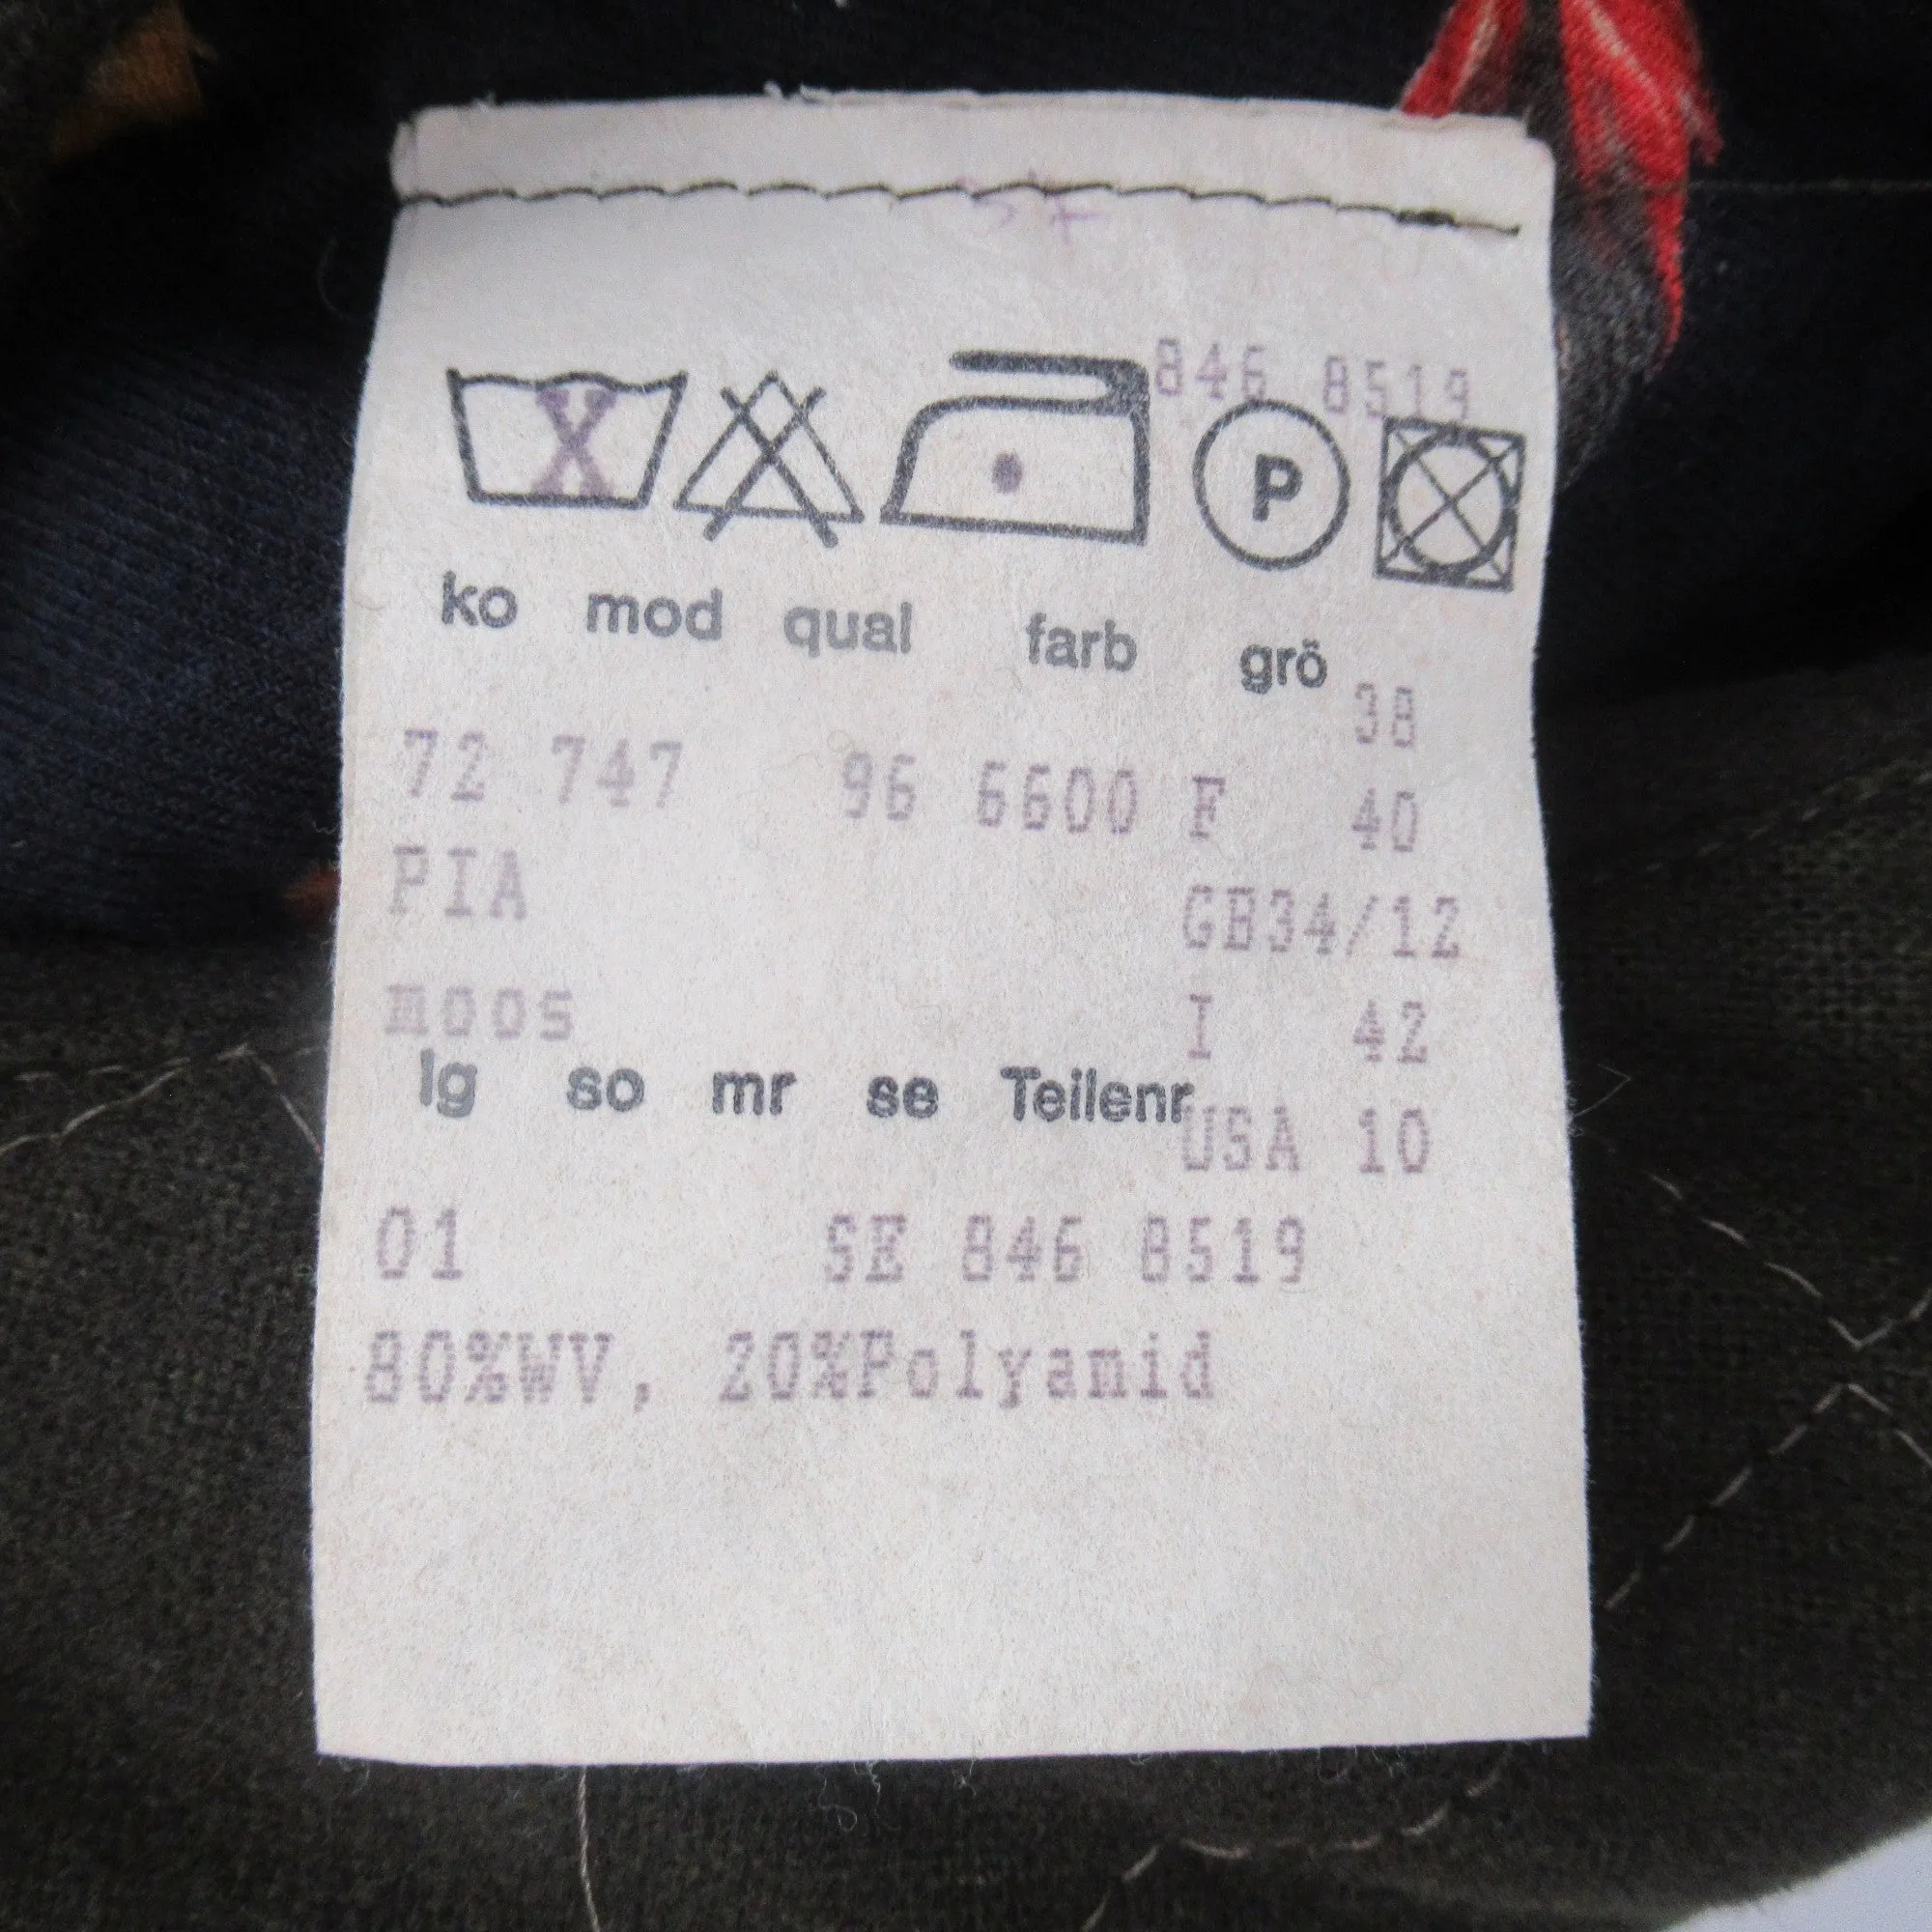 846 8519
X
P
ko mod qual farb grö
38
72 747 96 6600 F 40
PIA
GB34/12
moos
I 42
lg so mr se Teilenr
USA 10
01 SE 846 8519
80%WV, 20%Polyamid